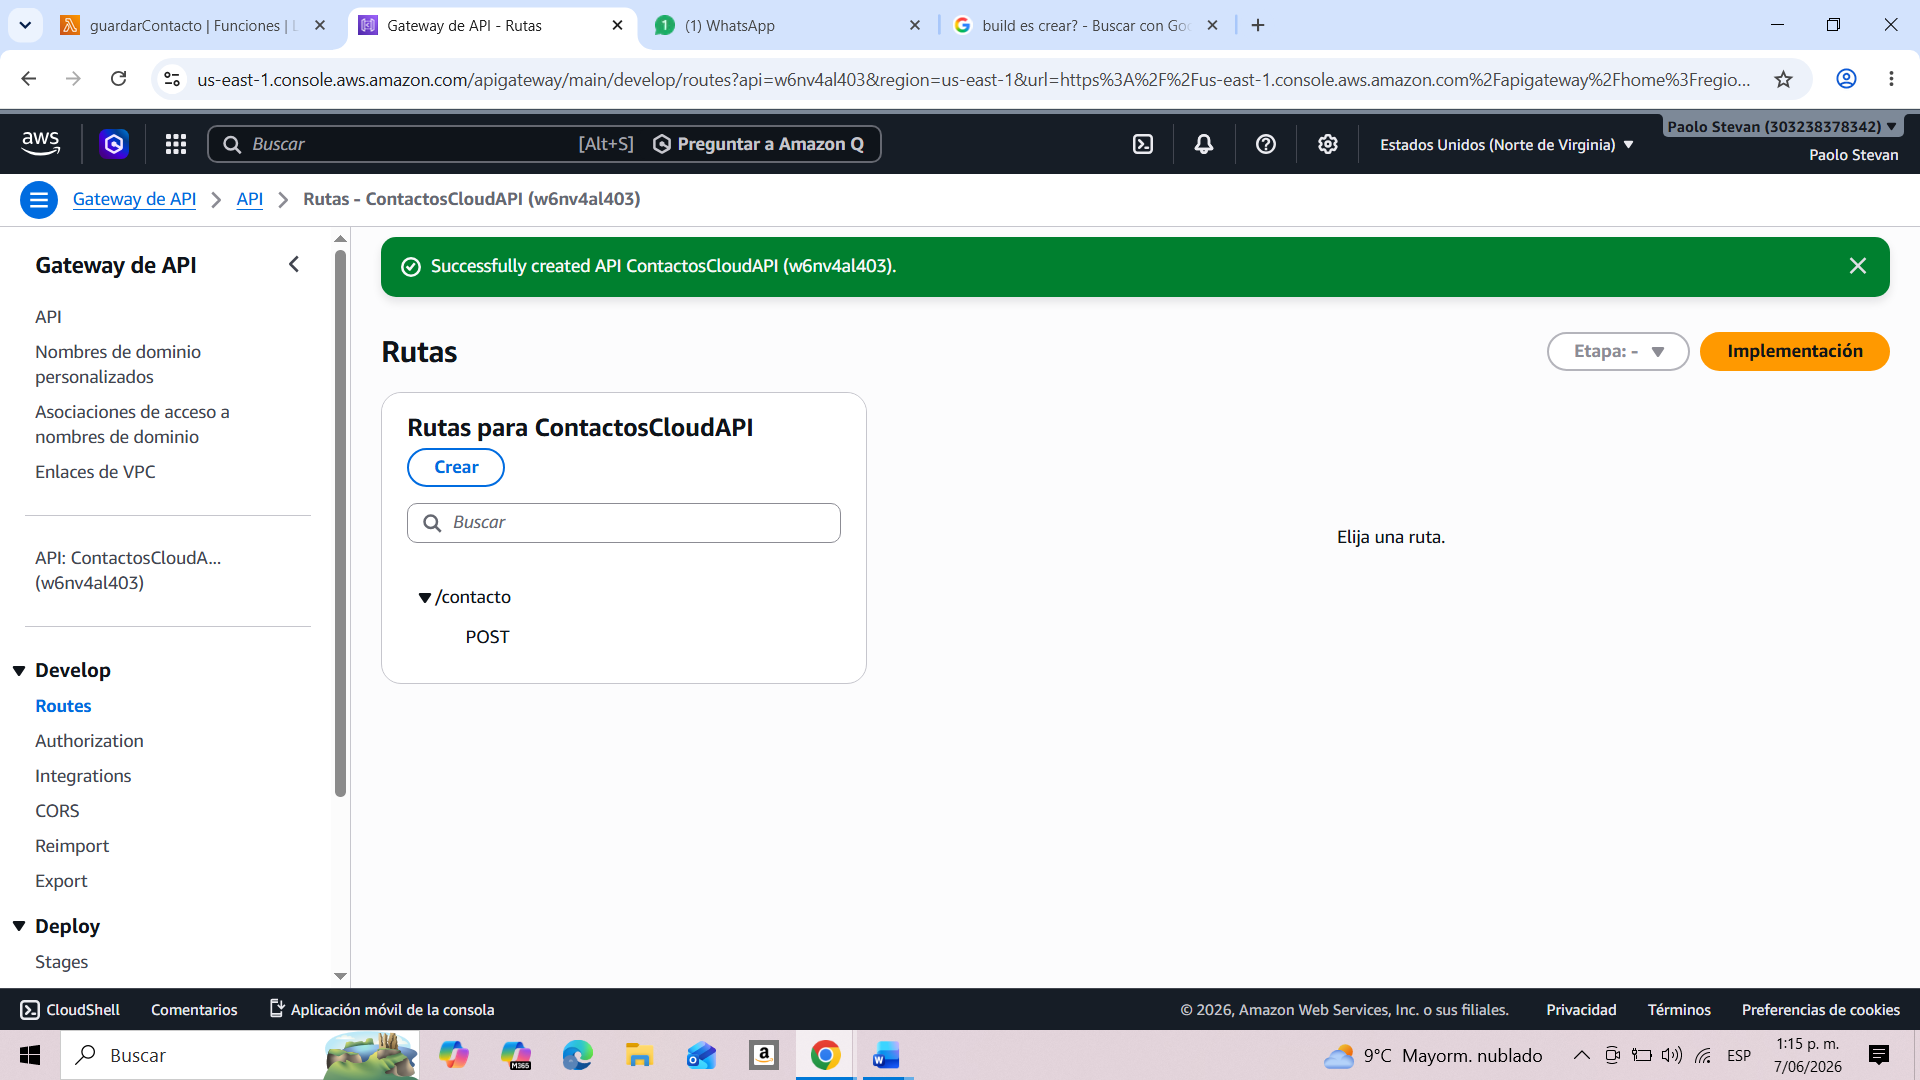 guardarContacto | Funciones |
Gateway de API - Rutas
1
(1) WhatsApp
build es crear? - Buscar con Go
us-east-1.console.aws.amazon.com/apigateway/main/develop/routes?api=w6nv4al403&region=us-east-1&url=https%3A%2F%2Fus-east-1.console.aws.amazon.com%2Fapigateway%2Fhome%3Fregio...
aws
Buscar
[Alt+S]
Preguntar a Amazon Q
Estados Unidos (Norte de Virginia)
Paolo Stevan (303238378342)
Paolo Stevan
Gateway de API
API
Rutas - ContactosCloudAPI (w6nv4al403)
Gateway de API
API
Nombres de dominio
personalizados
Asociaciones de acceso a
nombres de dominio
Enlaces de VPC
API: ContactosCloudA...
(w6nv4al403)
Develop
Routes
Authorization
Integrations
CORS
Reimport
Export
Deploy
Stages
Successfully created API ContactosCloudAPI (w6nv4al403).
Rutas
Etapa: -
Implementación
Rutas para ContactosCloudAPI
Crear
Buscar
/contacto
POST
Elija una ruta.
CloudShell
Comentarios
Aplicación móvil de la consola
© 2026, Amazon Web Services, Inc. o sus filiales.
Privacidad
Términos
Preferencias de cookies
Buscar
M365
a
9°C Mayorm. nublado
ESP
1:15 p. m.
7/06/2026